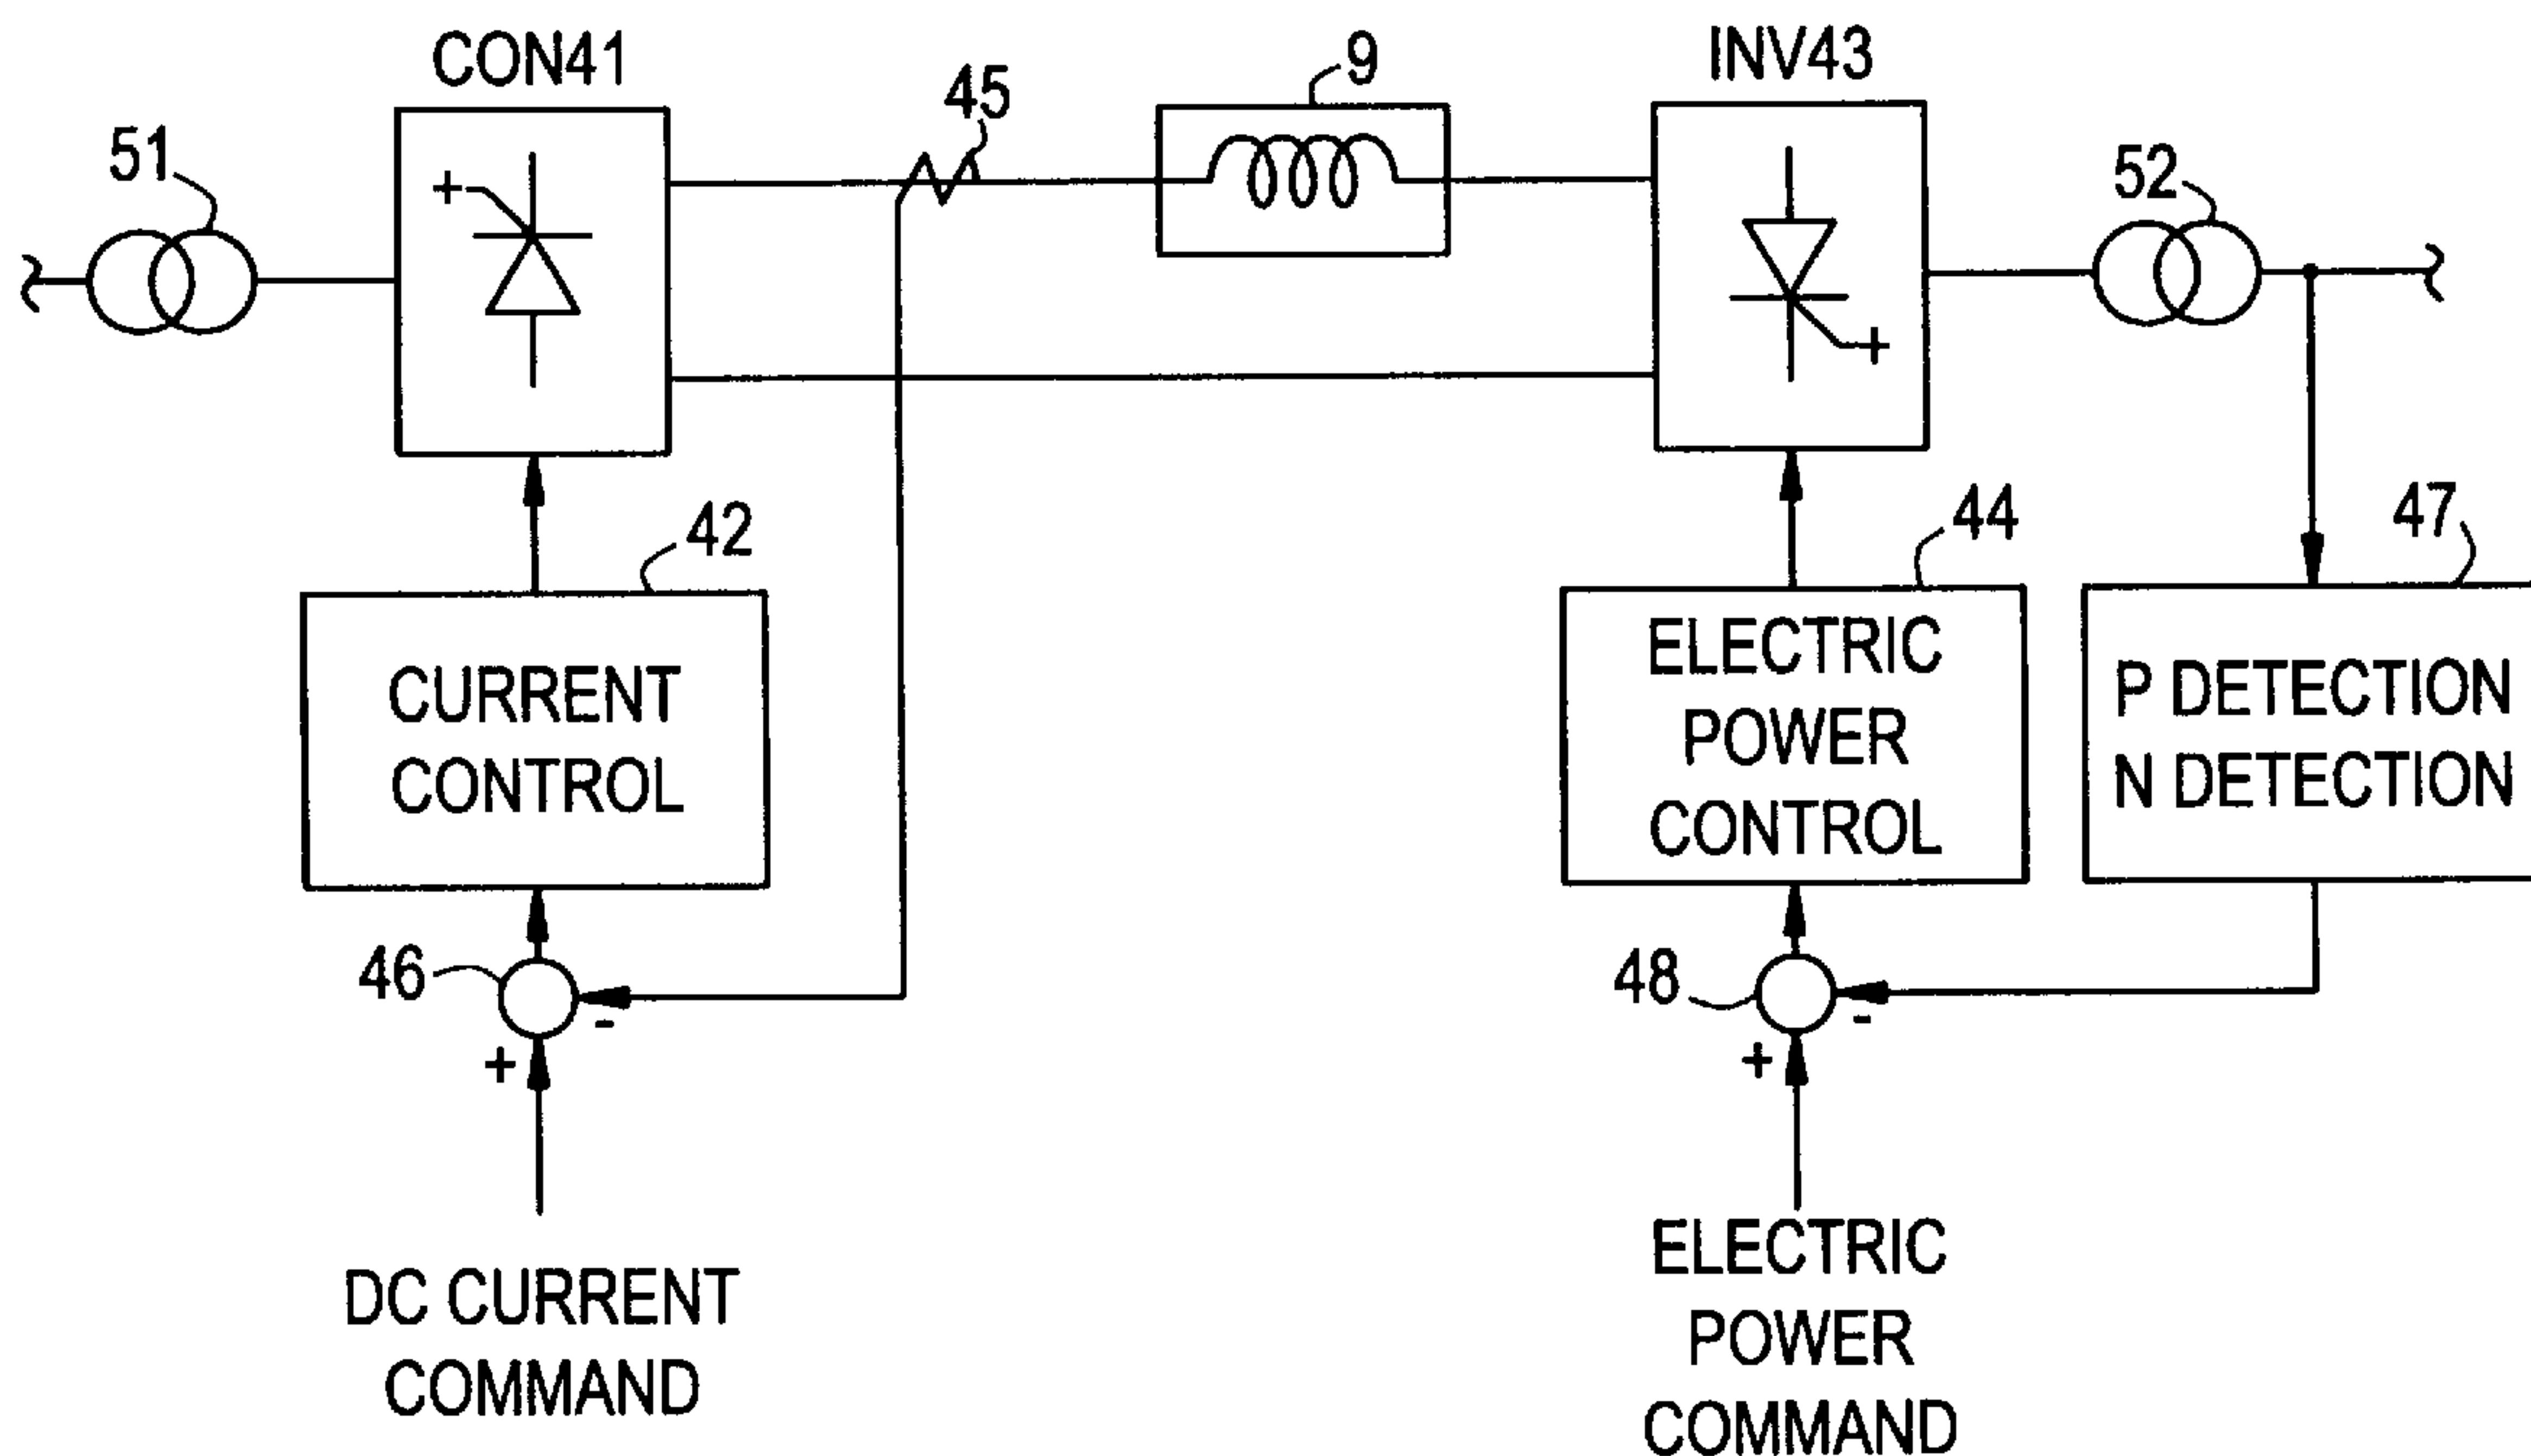 CON41
INV43
9
45
51
52
+
+
42
44
47
CURRENT
CONTROL
ELECTRIC
POWER
CONTROL
P DETECTION
N DETECTION
46
-
+
48
-
+
DC CURRENT
COMMAND
ELECTRIC
POWER
COMMAND